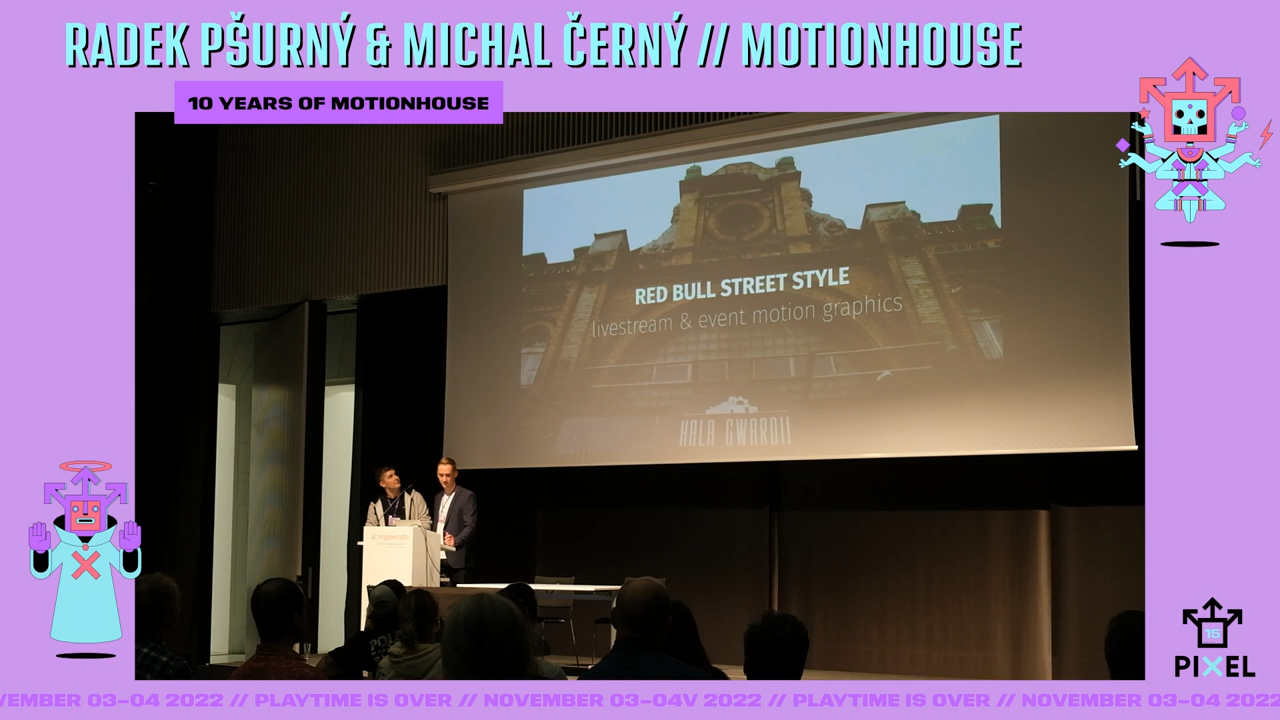 RADEK PŠURNÝ & MICHAL ČERNÝ // MOTIONHOUSE
10 YEARS OF MOTIONHOUSE
RED BULL STREET STYLE
livestream & event motion graphics
HALA GWARDII
15
PIXEL
VEMBER 03-04 2022 // PLAYTIME IS OVER // NOVEMBER 03-04V 2022 // PLAYTIME IS OVER // NOVEMBER 03-04 2022